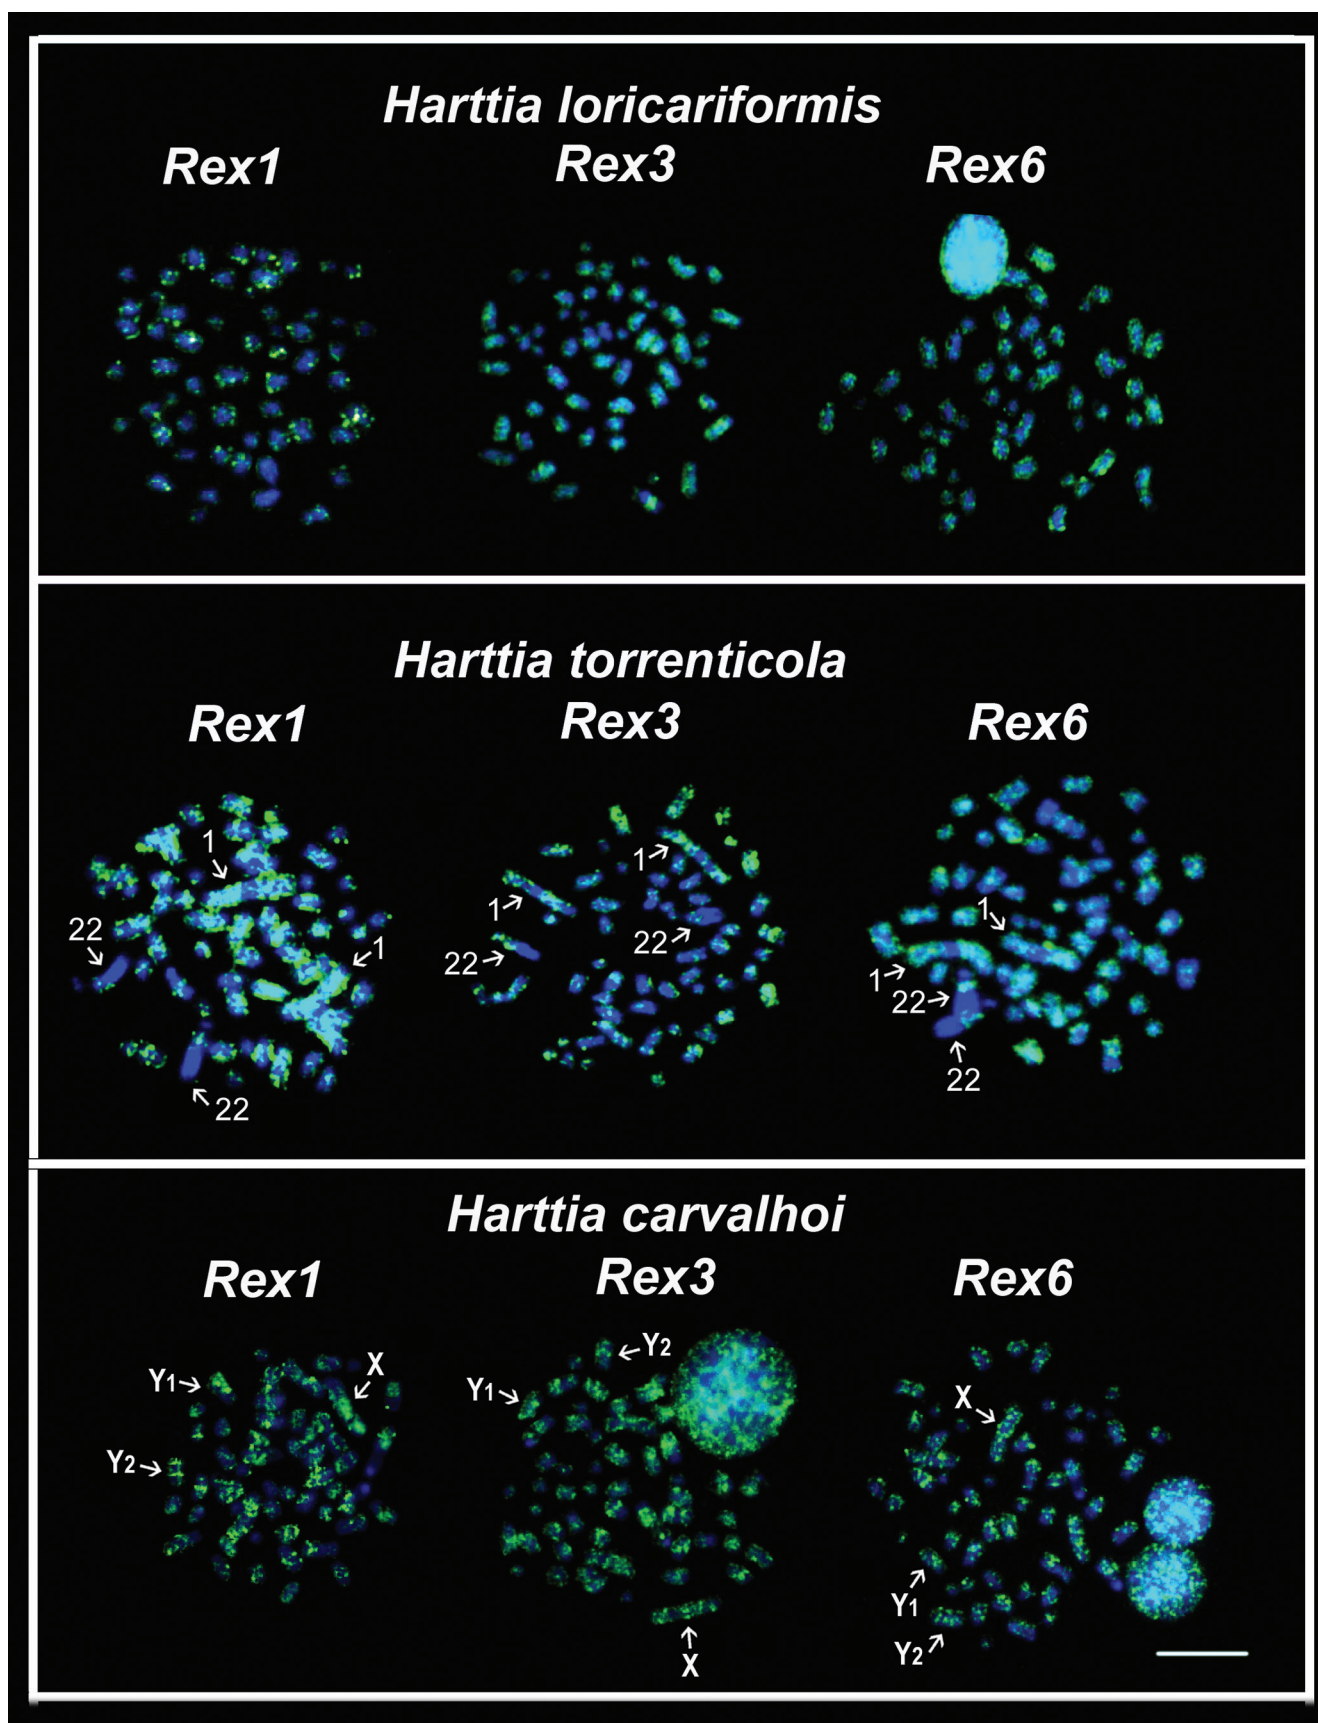 Harttia loricariformis
Rex1 Rex3 Rex6
Harttia torrenticola
Rex1 Rex3 Rex6
1 1
22 1 1 1
22 22 1
22
22 22
Harttia carvalhoi
Rex1 Rex3 Rex6
Y2
X
Y1 Y1 X
Y2
Y1
Y2
X